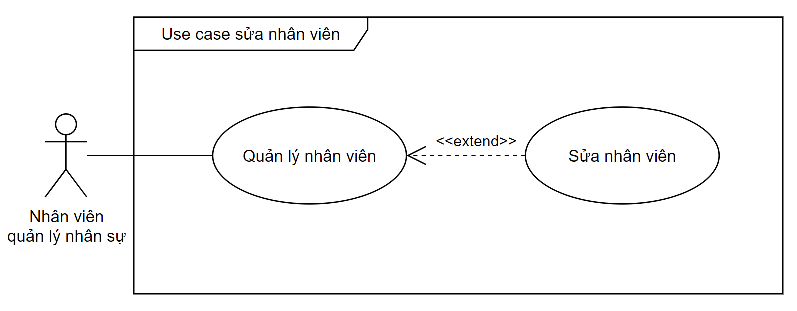 Use case sửa nhân viên
Quản lý nhân viên
<<extend>>
Sửa nhân viên
Nhân viên
quản lý nhân sự